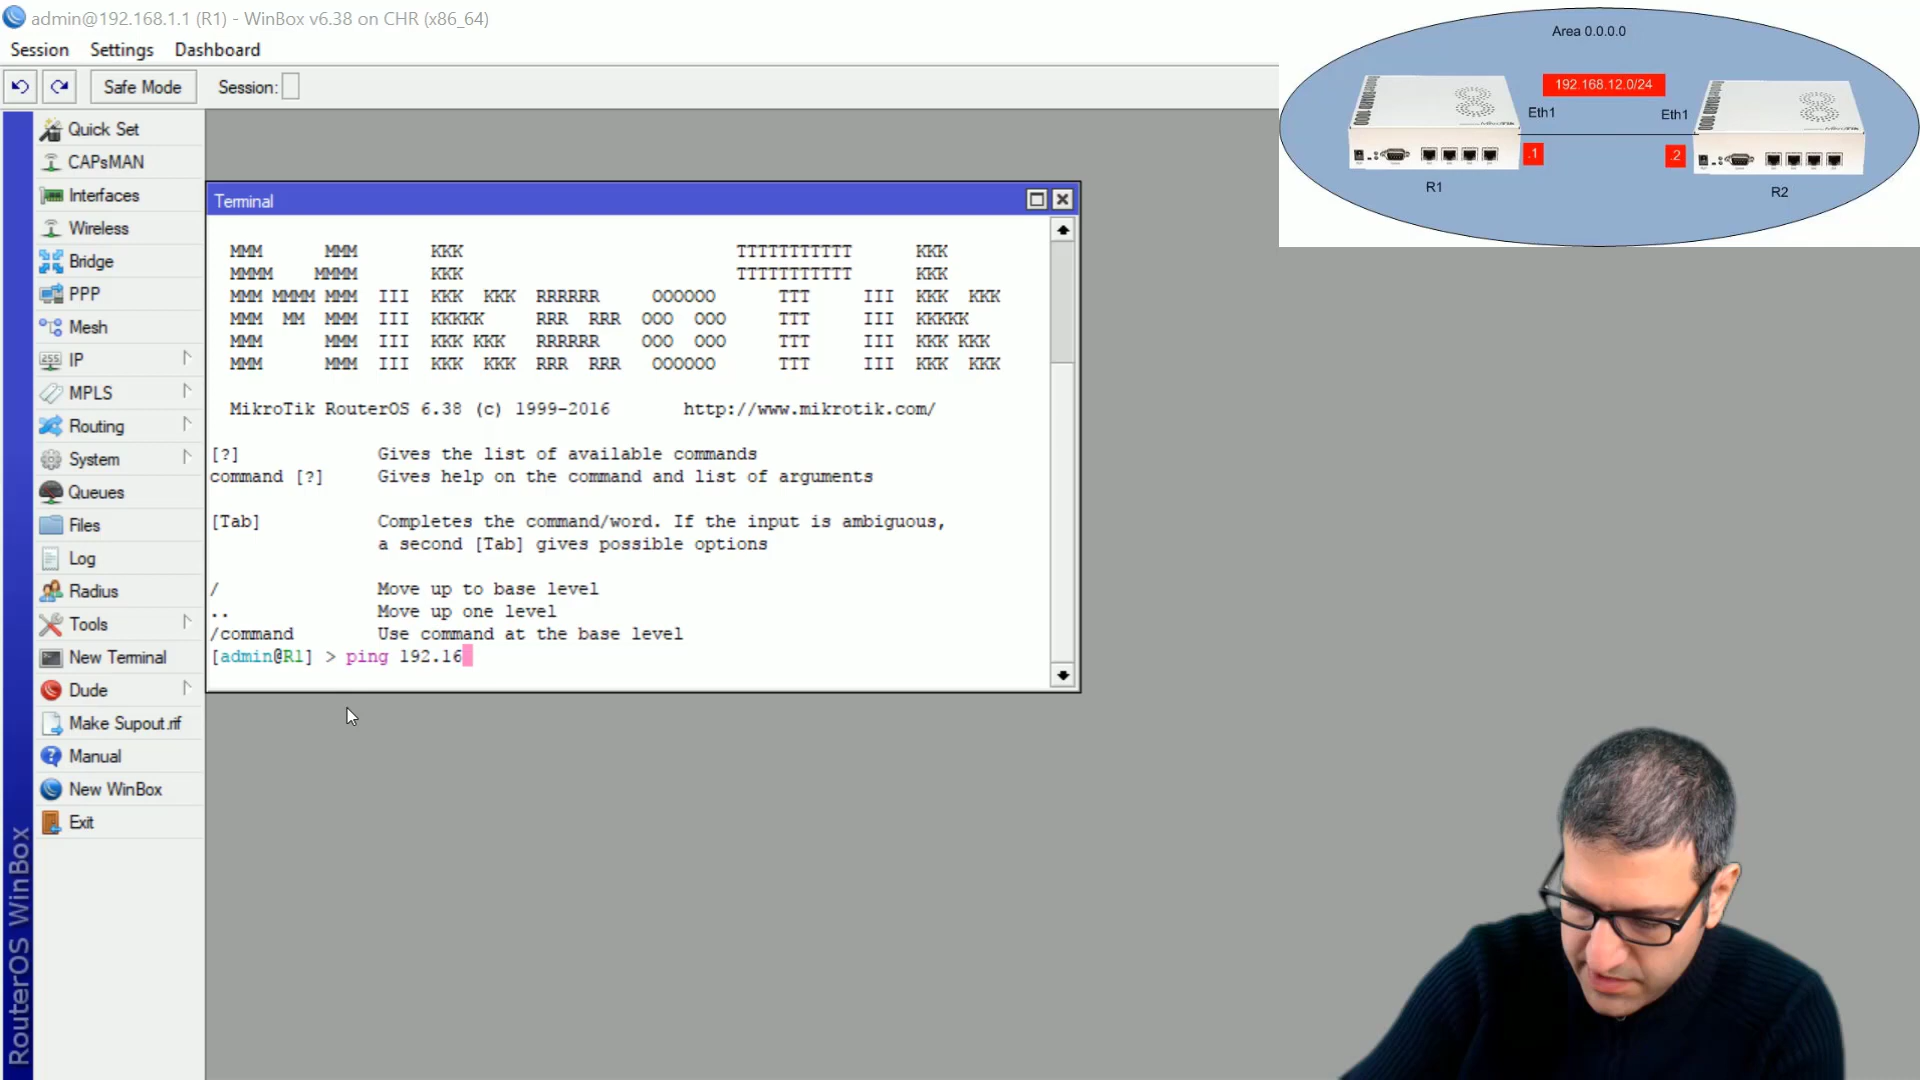 admin@192.168.1.1 (R1) - WinBox v6.38 on CHR (x86_64)
Session Settings Dashboard
Safe Mode Session:
Area 0.0.0.0
192.168.12.0/24
Eth1 Eth1
.1 .2
R1 R2
Quick Set
CAPsMAN
Interfaces
Wireless
Bridge
PPP
Mesh
IP
MPLS
Routing
System
Queues
Files
Log
Radius
Tools
New Terminal
Dude
Make Supout.rif
Manual
New WinBox
Exit
RouterOS WinBox
Terminal
MMM MMM KKK TTTTTTTTTTT KKK
MMMM MMMM KKK TTTTTTTTTTT KKK
MMM MMMM MMM III KKK KKK RRRRRR OOOOOO TTT III KKK KKK
MMM MM MMM III KKKKK RRR RRR OOO OOO TTT III KKKKK
MMM MMM III KKK KKK RRRRRR OOO OOO TTT III KKK KKK
MMM MMM III KKK KKK RRR RRR OOOOOO TTT III KKK KKK
MikroTik RouterOS 6.38 (c) 1999-2016 http://www.mikrotik.com/
[?] Gives the list of available commands
command [?] Gives help on the command and list of arguments
[Tab] Completes the command/word. If the input is ambiguous,
a second [Tab] gives possible options
/ Move up to base level
.. Move up one level
/command Use command at the base level
[admin@R1] > ping 192.16